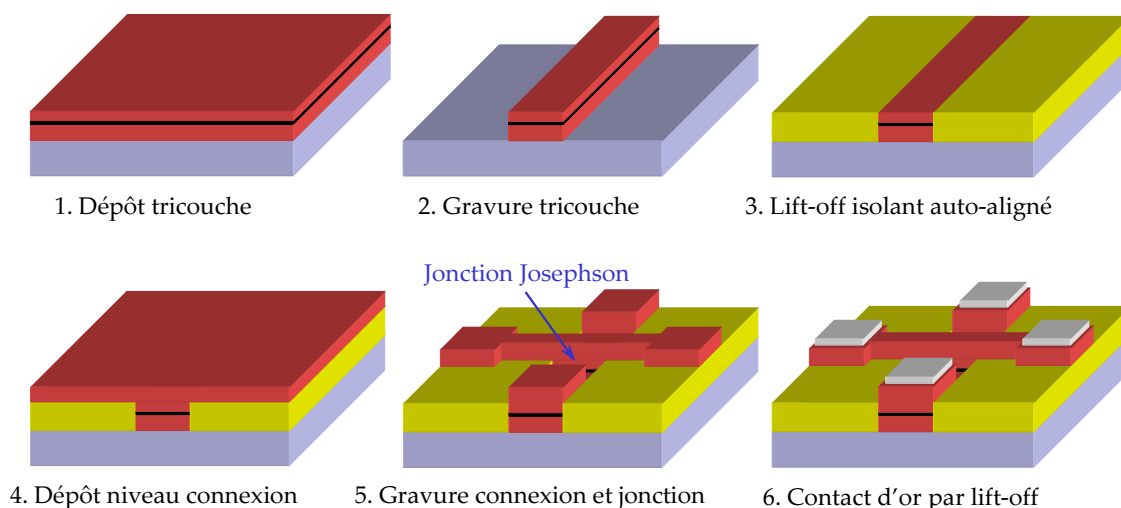 1. Dépôt tricouche
2. Gravure tricouche
3. Lift-off isolant auto-aligné
Jonction Josephson
4. Dépôt niveau connexion
5. Gravure connexion et jonction
6. Contact d'or par lift-off